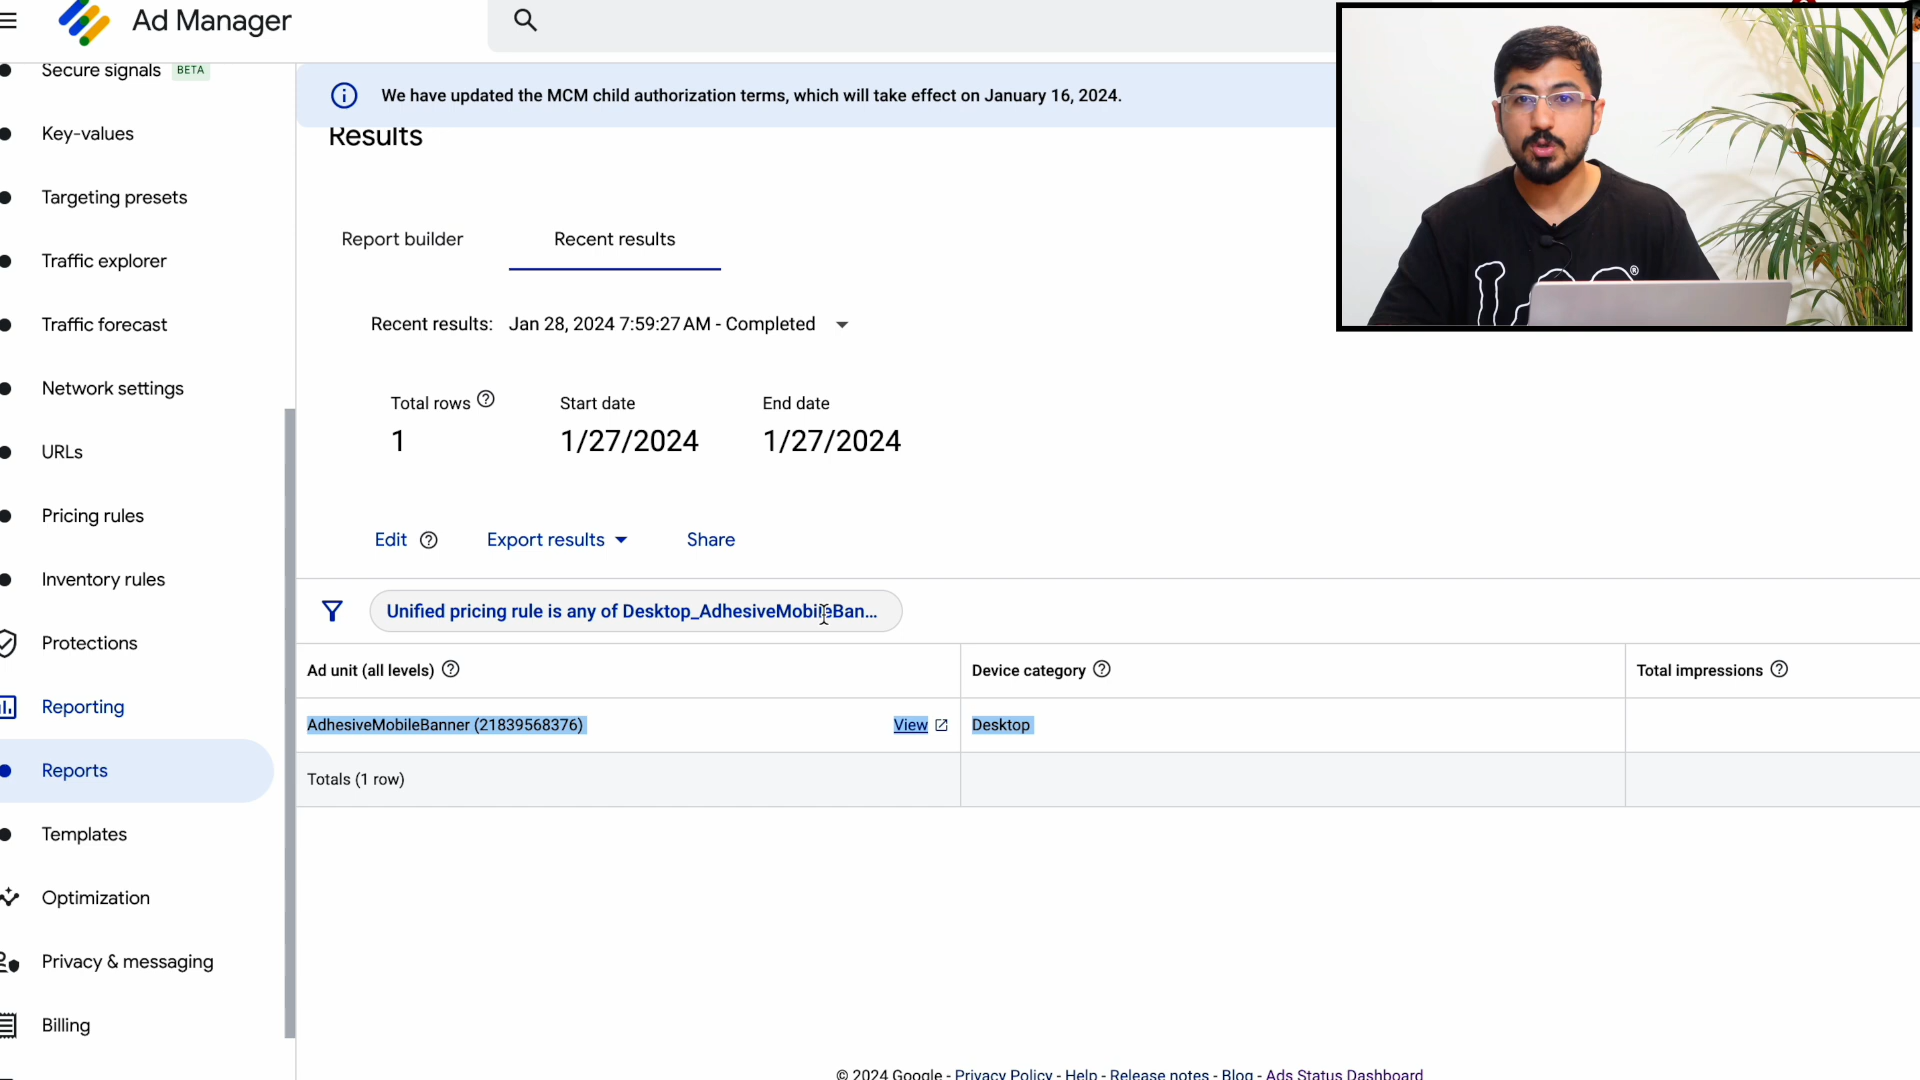 Ad Manager
Secure signals BETA
Key-values
Targeting presets
Traffic explorer
Traffic forecast
Network settings
URLs
Pricing rules
Inventory rules
Protections
Reporting
Reports
Templates
Optimization
Privacy & messaging
Billing
We have updated the MCM child authorization terms, which will take effect on January 16, 2024.
Results
Report builder
Recent results
Recent results: Jan 28, 2024 7:59:27 AM - Completed
Total rows
Start date
End date
1
1/27/2024
1/27/2024
Edit
Export results
Share
Unified pricing rule is any of Desktop_AdhesiveMobileBan...
Ad unit (all levels)
Device category
Total impressions
AdhesiveMobileBanner (21839568376)
View
Desktop
Totals (1 row)
© 2024 Google - Privacy Policy - Help - Release notes - Blog - Ads Status Dashboard